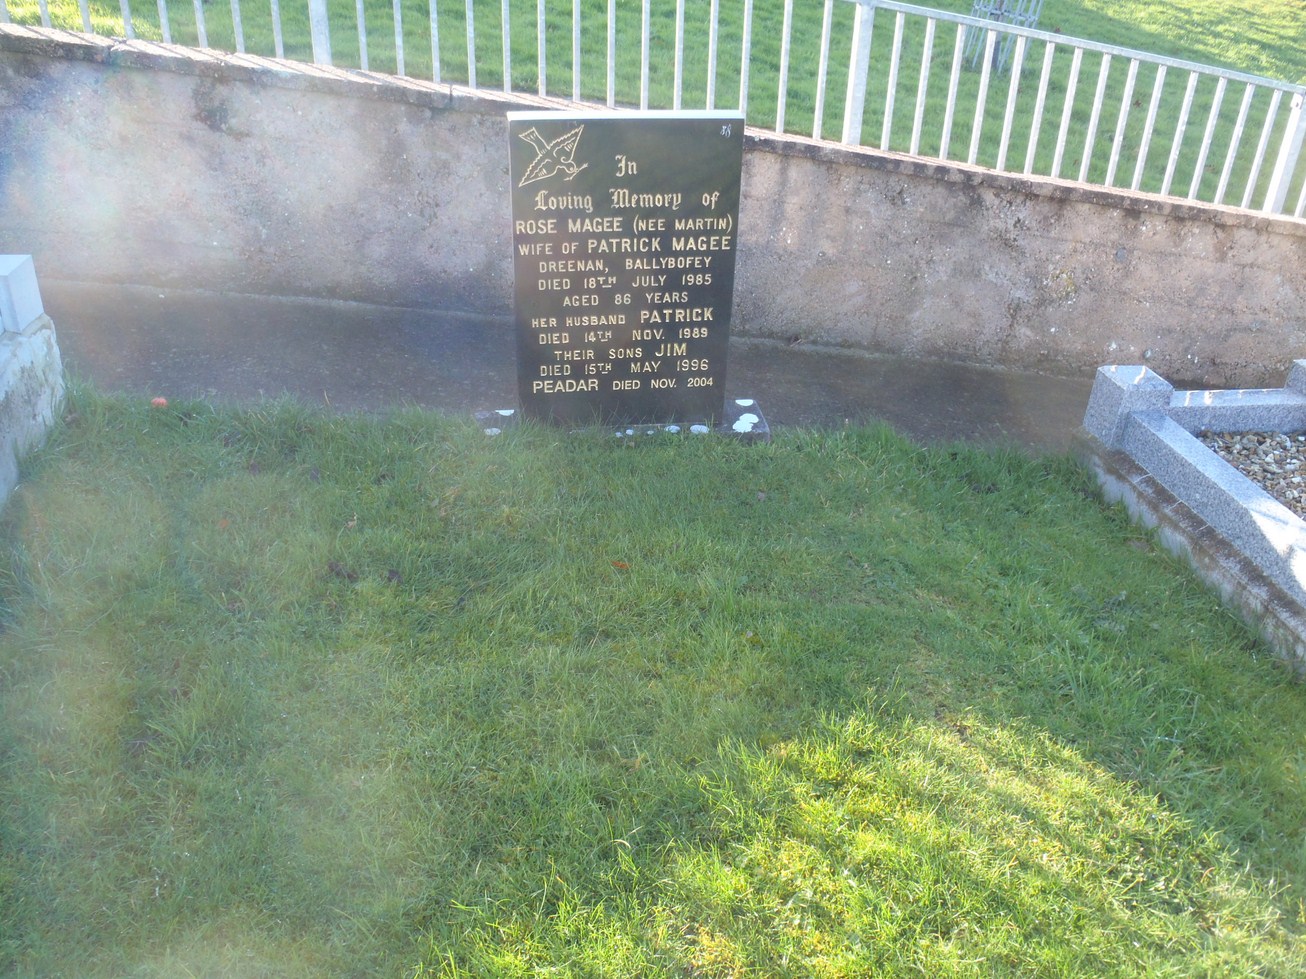 In
Loving Memory of
ROSE MAGEE (NEE MARTIN)
WIFE OF PATRICK MAGEE
DREENAN, BALLYBOFEY
DIED 18TH JULY 1985
AGED 86 YEARS
HER HUSBAND PATRICK
DIED 14TH NOV. 1989
THEIR SONS JIM
DIED 15TH MAY 1996
PEADAR DIED NOV. 2004